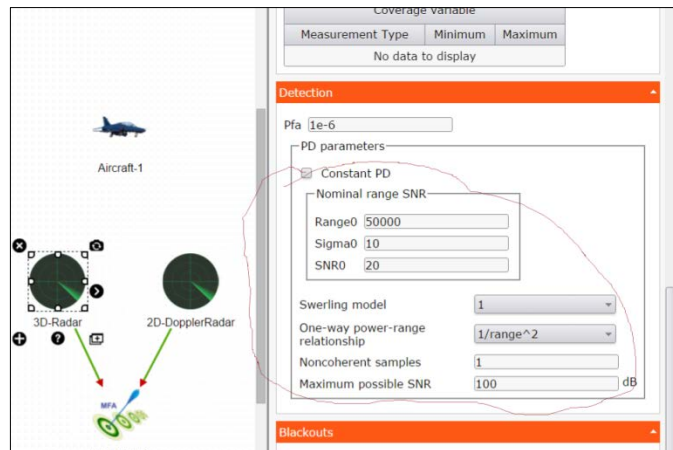 Coverage variable
Measurement Type Minimum Maximum
No data to display
Detection
Pfa 1e-6
PD parameters
Constant PD
Nominal range SNR
Range0 50000
Sigma0 10
SNR0 20
Swerling model 1
One-way power-range
relationship 1/range^2
Noncoherent samples 1
Maximum possible SNR 100 dB
Blackouts
Aircraft-1
3D-Radar 2D-DopplerRadar
MFA